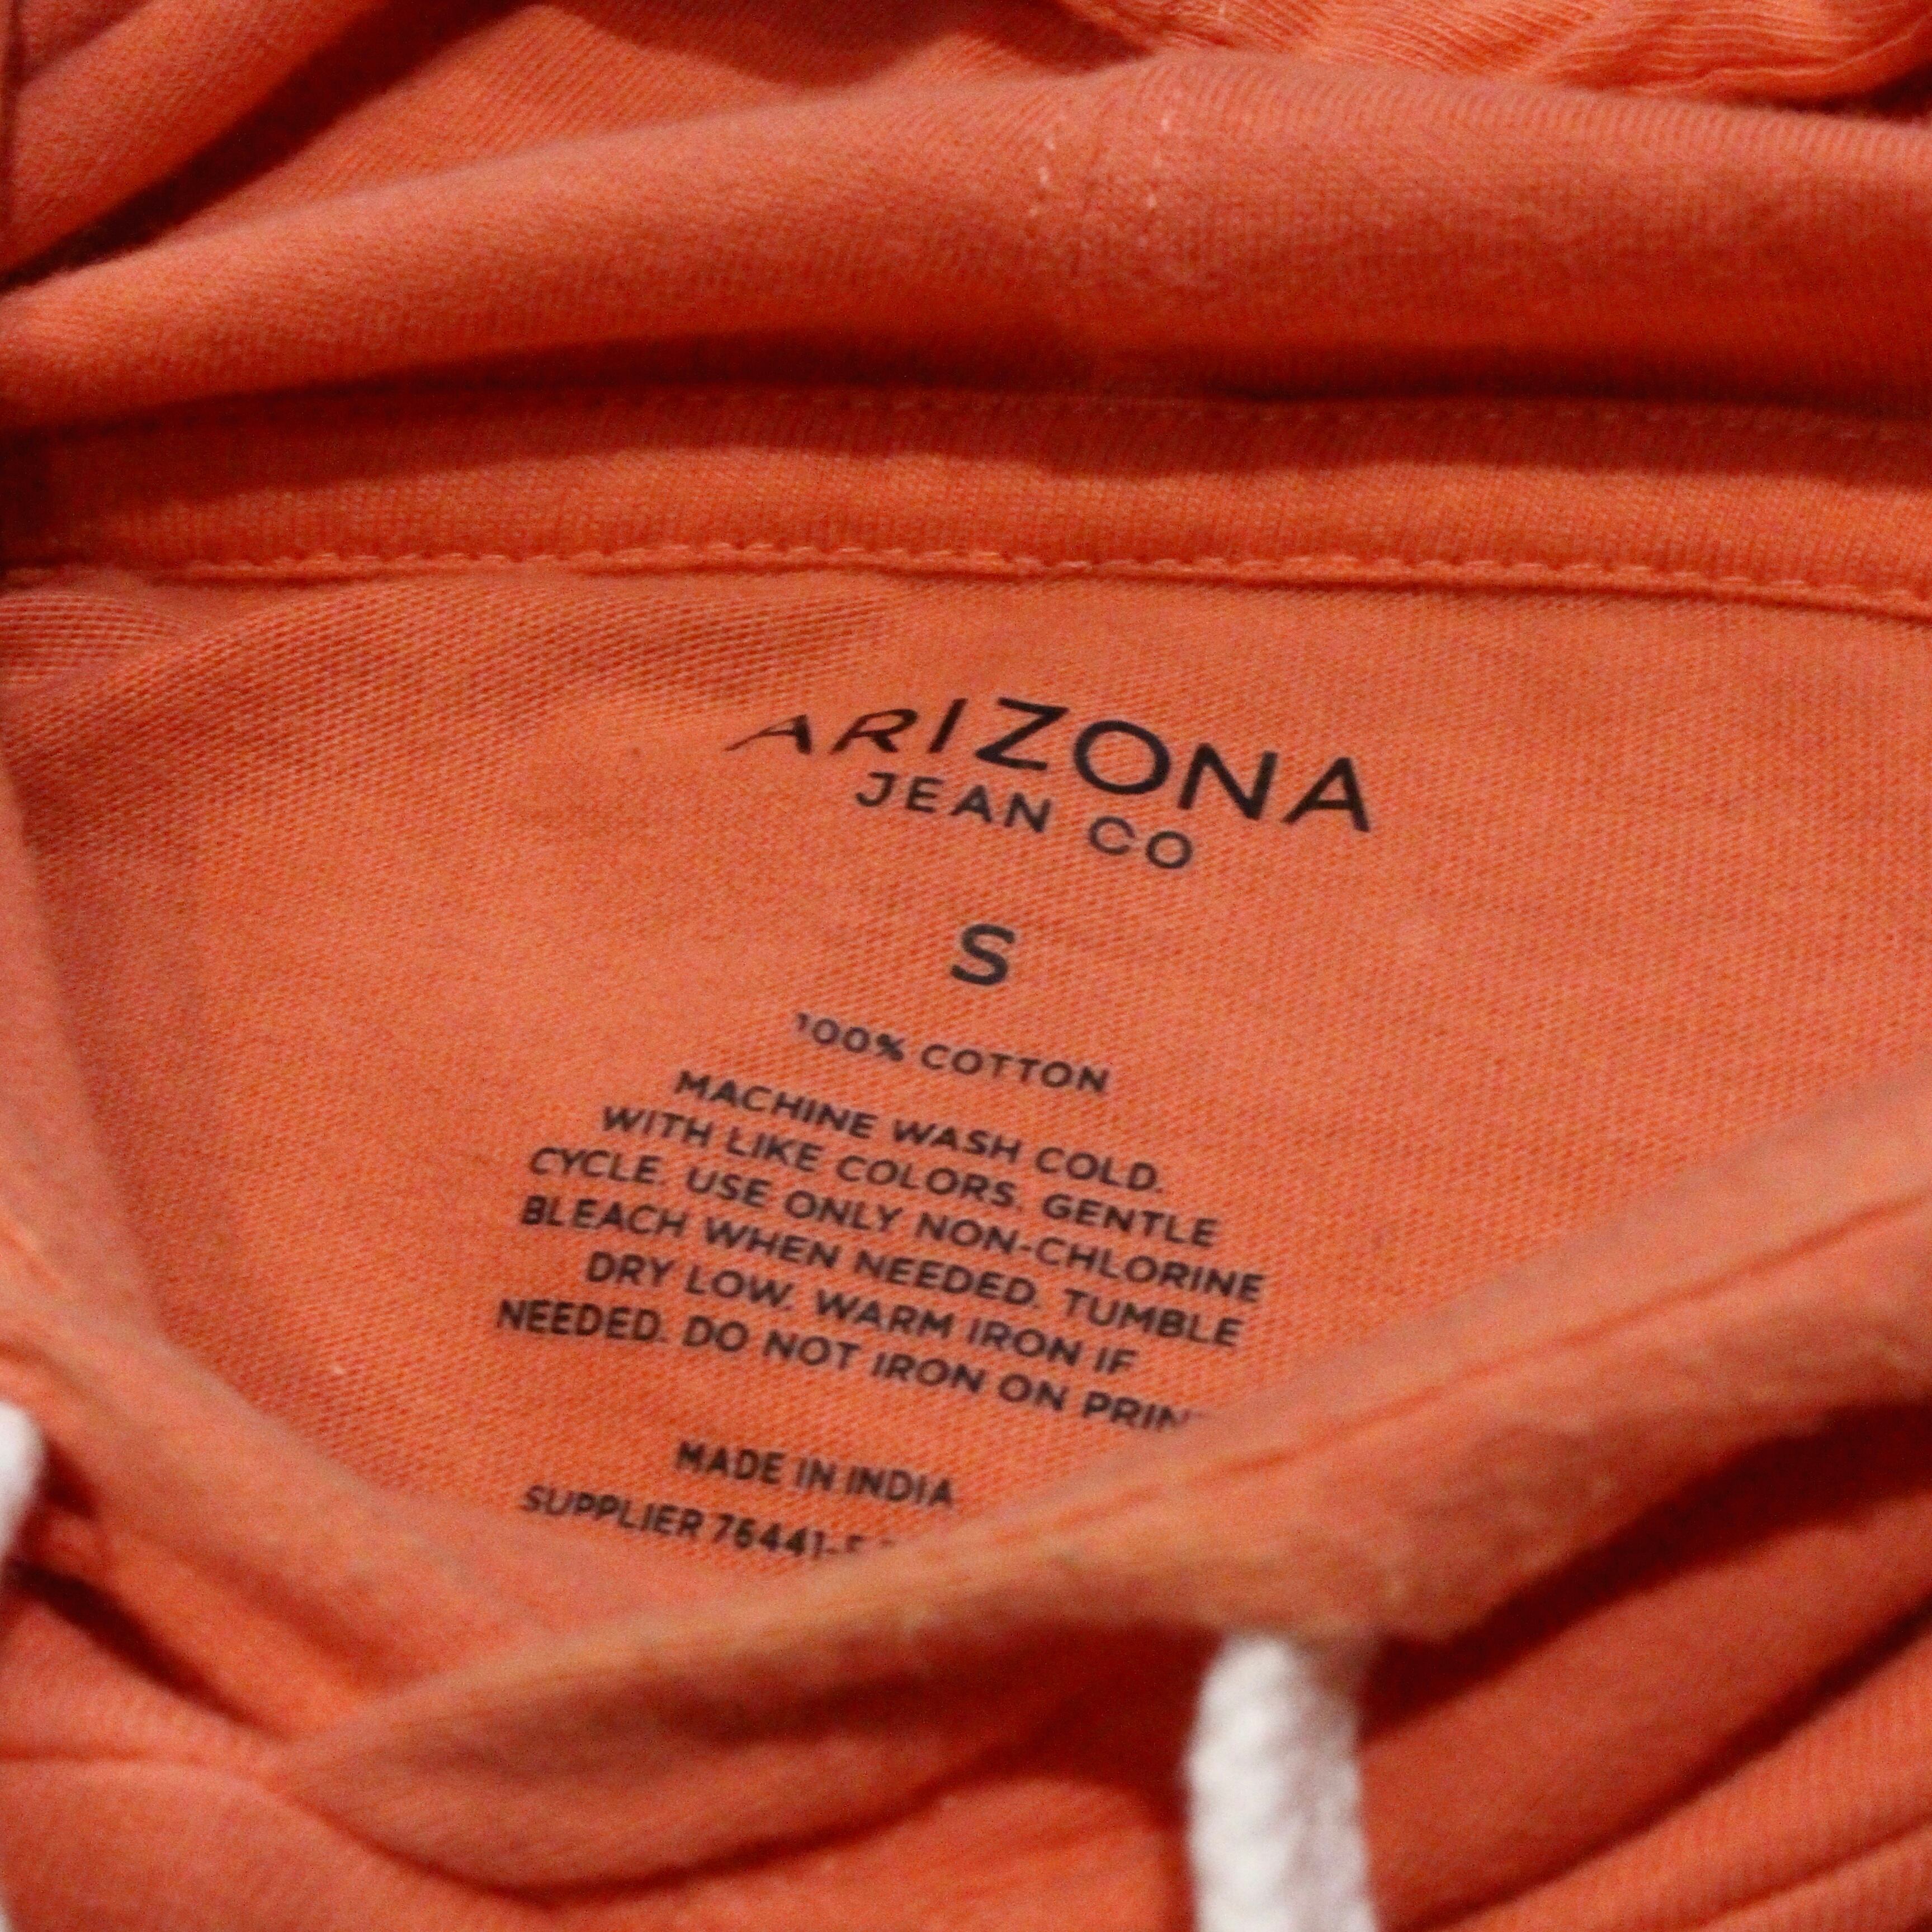 ARIZONA
JEAN CO
S
100% COTTON
MACHINE WASH COLD.
WITH LIKE COLORS. GENTLE
CYCLE. USE ONLY NON-CHLORINE
BLEACH WHEN NEEDED. TUMBLE
DRY LOW. WARM IRON IF
NEEDED. DO NOT IRON ON PRINT
MADE IN INDIA
SUPPLIER